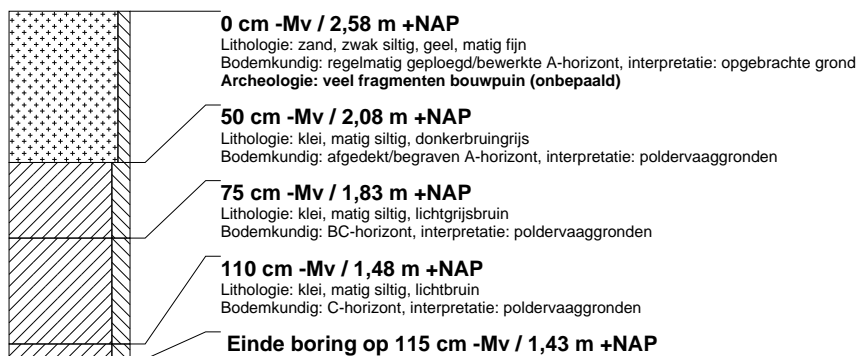 0 cm -Mv / 2,58 m +NAP
Lithologie: zand, zwak siltig, geel, matig fijn
Bodemkundig: regelmatig geploegd/bewerkte A-horizont, interpretatie: opgebrachte grond
Archeologie: veel fragmenten bouwpuin (onbepaald)
50 cm -Mv / 2,08 m +NAP
Lithologie: klei, matig siltig, donkerbruingrijs
Bodemkundig: afgedekt/begraven A-horizont, interpretatie: poldervaaggronden
75 cm -Mv / 1,83 m +NAP
Lithologie: klei, matig siltig, lichtgrijsbruin
Bodemkundig: BC-horizont, interpretatie: poldervaaggronden
110 cm -Mv / 1,48 m +NAP
Lithologie: klei, matig siltig, lichtbruin
Bodemkundig: C-horizont, interpretatie: poldervaaggronden
Einde boring op 115 cm -Mv / 1,43 m +NAP